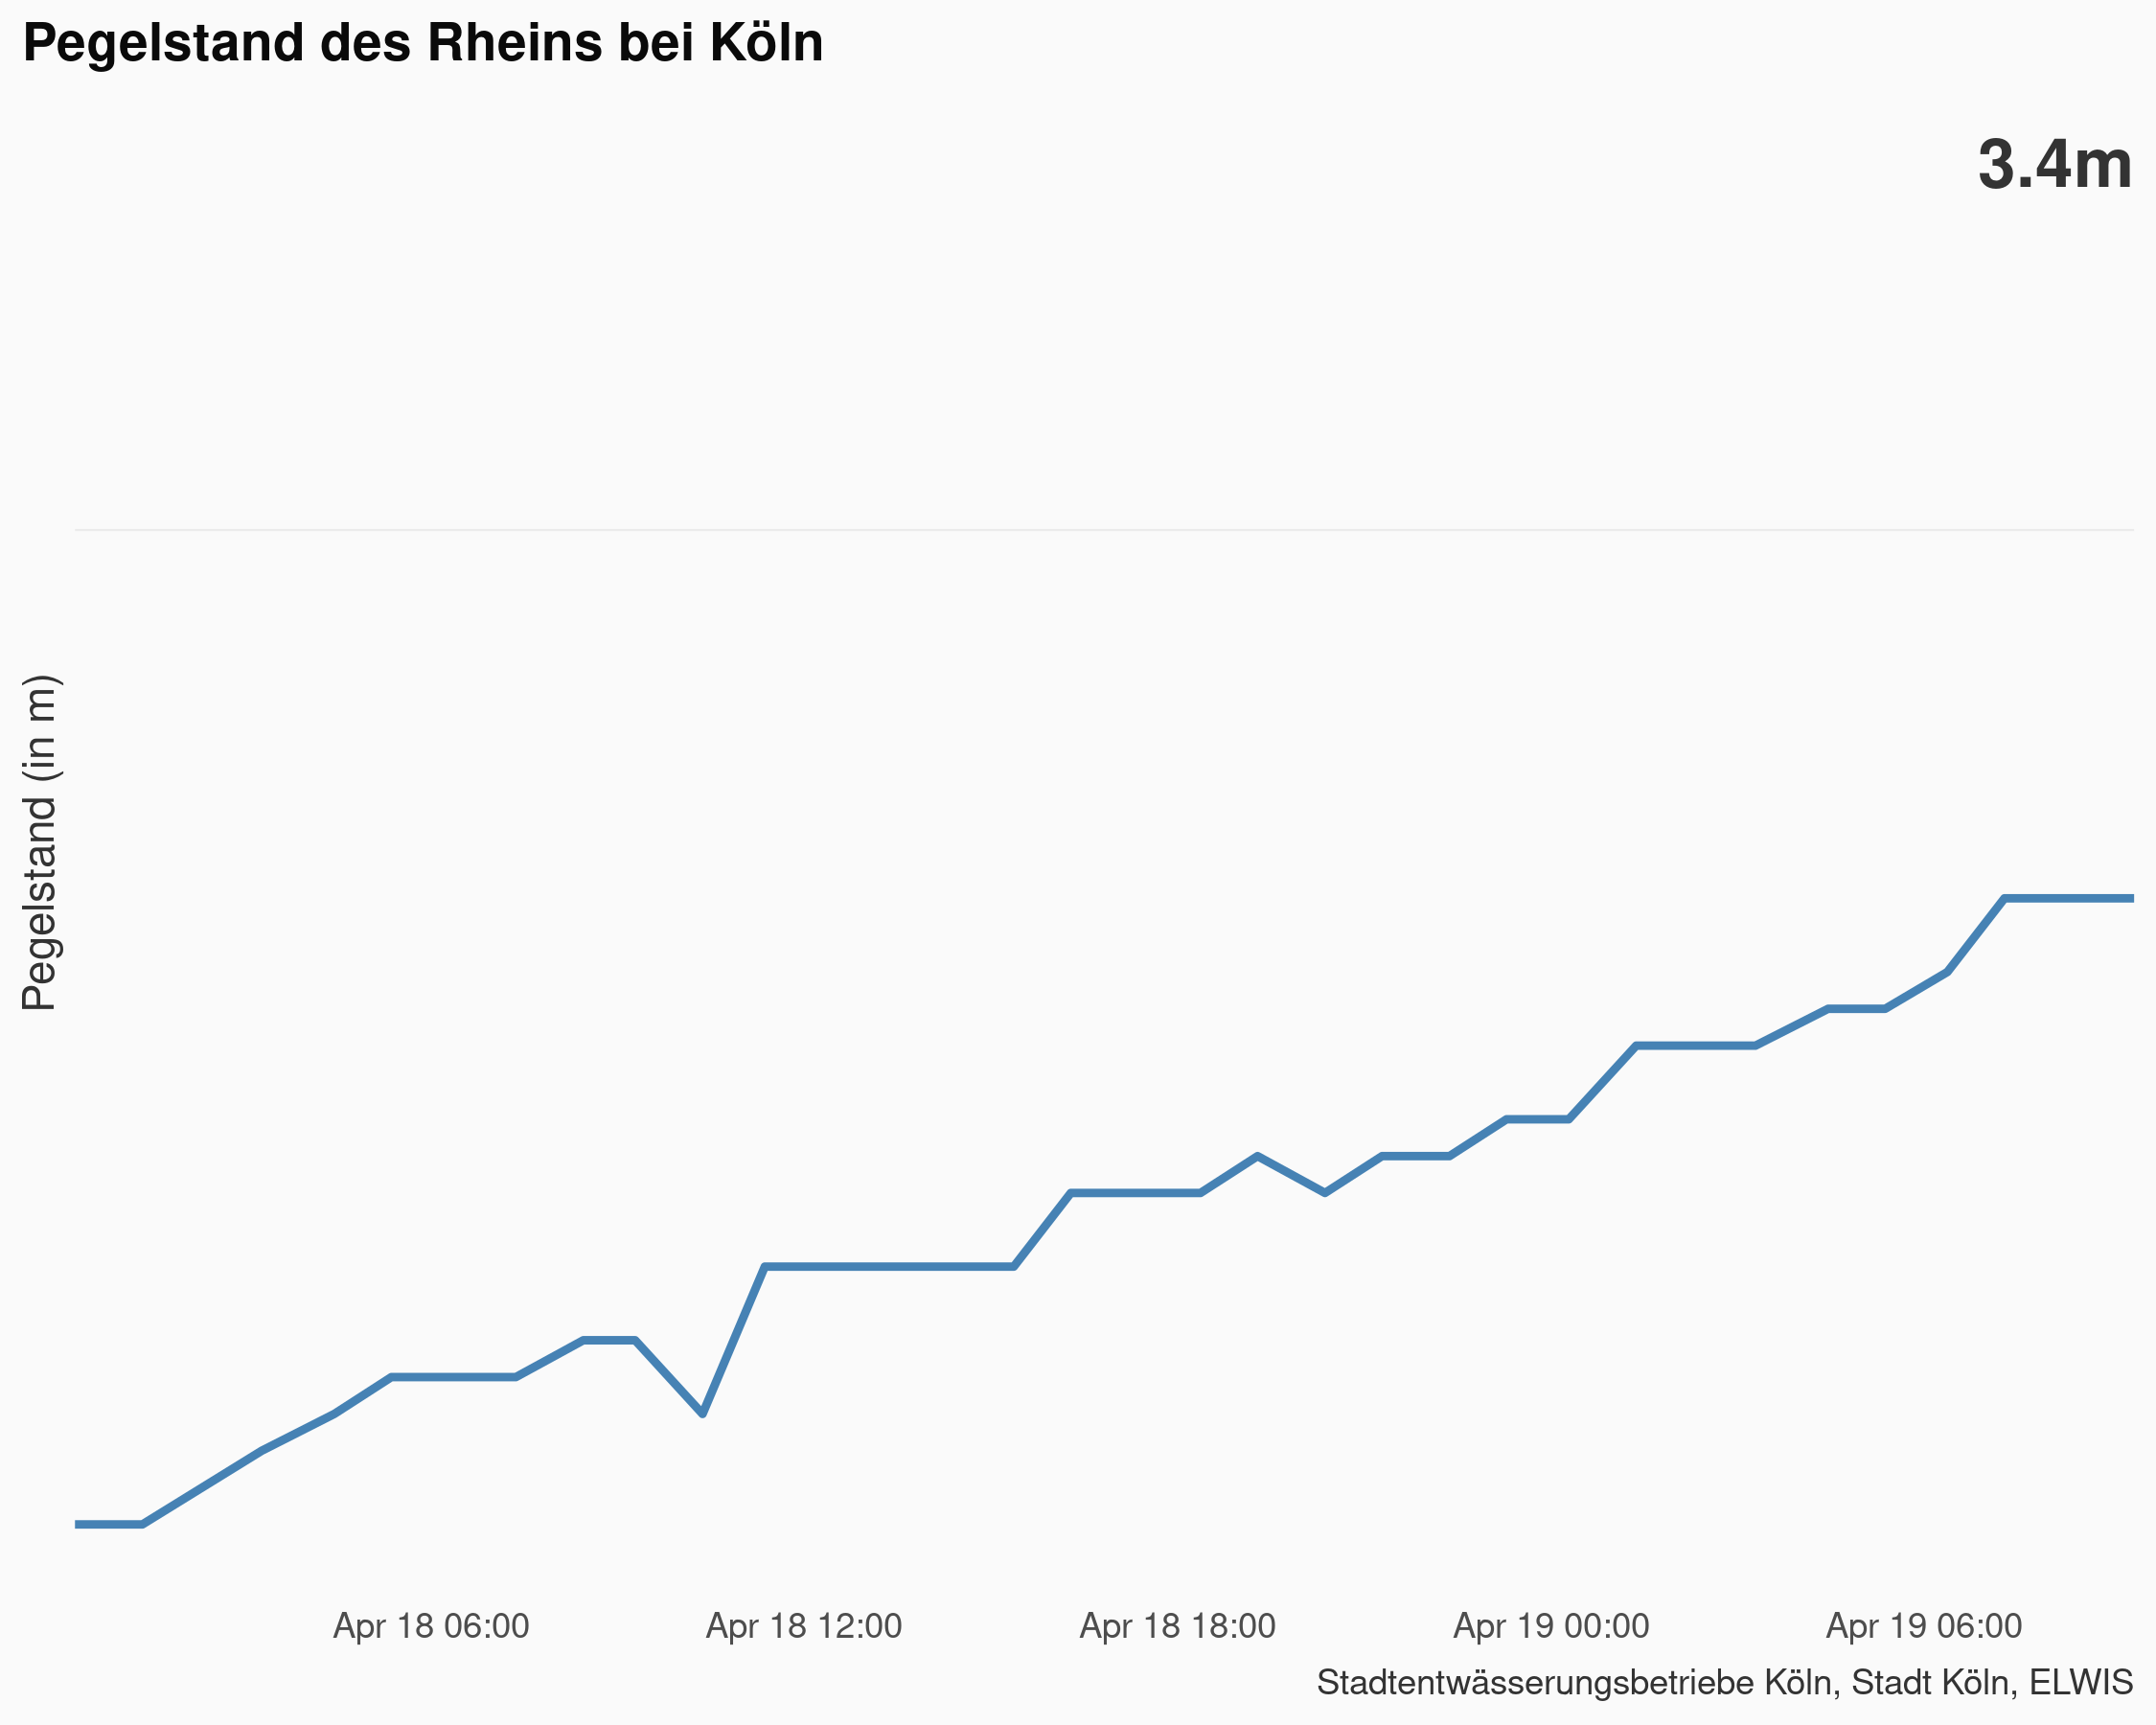 Pegelstand des Rheins bei Köln
3.4m
Pegelstand (in m)
Apr 18 06:00
Apr 18 12:00
Apr 18 18:00
Apr 19 00:00
Apr 19 06:00
Stadtentwässerungsbetriebe Köln, Stadt Köln, ELWIS